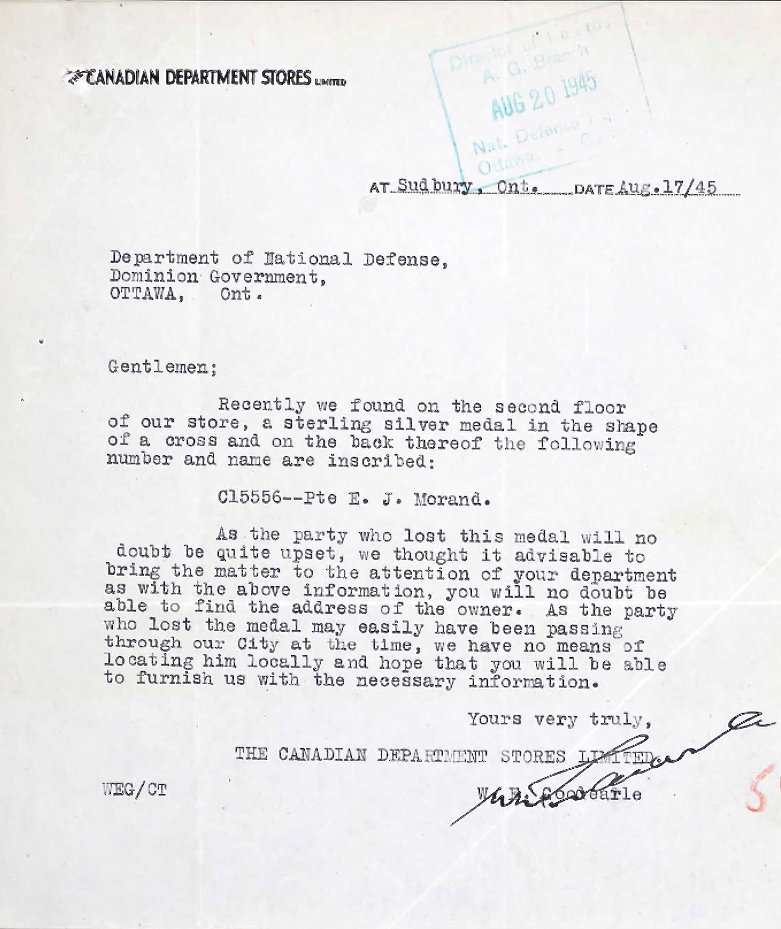 CANADIAN DEPARTMENT STORES LIMITED
Director of
A. G. Branch
AUG 20 1945
Nat. Defence
Ottawa, -
AT Sudbury, Ont. DATE Aug.17/45
Department of National Defense,
Dominion Government,
OTTAWA, Ont.
Gentlemen;
Recently we found on the second floor
of our store, a sterling silver medal in the shape
of a cross and on the back thereof the following
number and name are inscribed:
C15556--Pte E. J. Morand.
As the party who lost this medal will no
doubt be quite upset, we thought it advisable to
bring the matter to the attention of your department
as with the above information, you will no doubt be
able to find the address of the owner. As the party
who lost the medal may easily have been passing
through our City at the time, we have no means of
locating him locally and hope that you will be able
to furnish us with the necessary information.
Yours very truly,
THE CANADIAN DEPARTMENT STORES LIMITED
WEG/CT
W. E. Goodearle